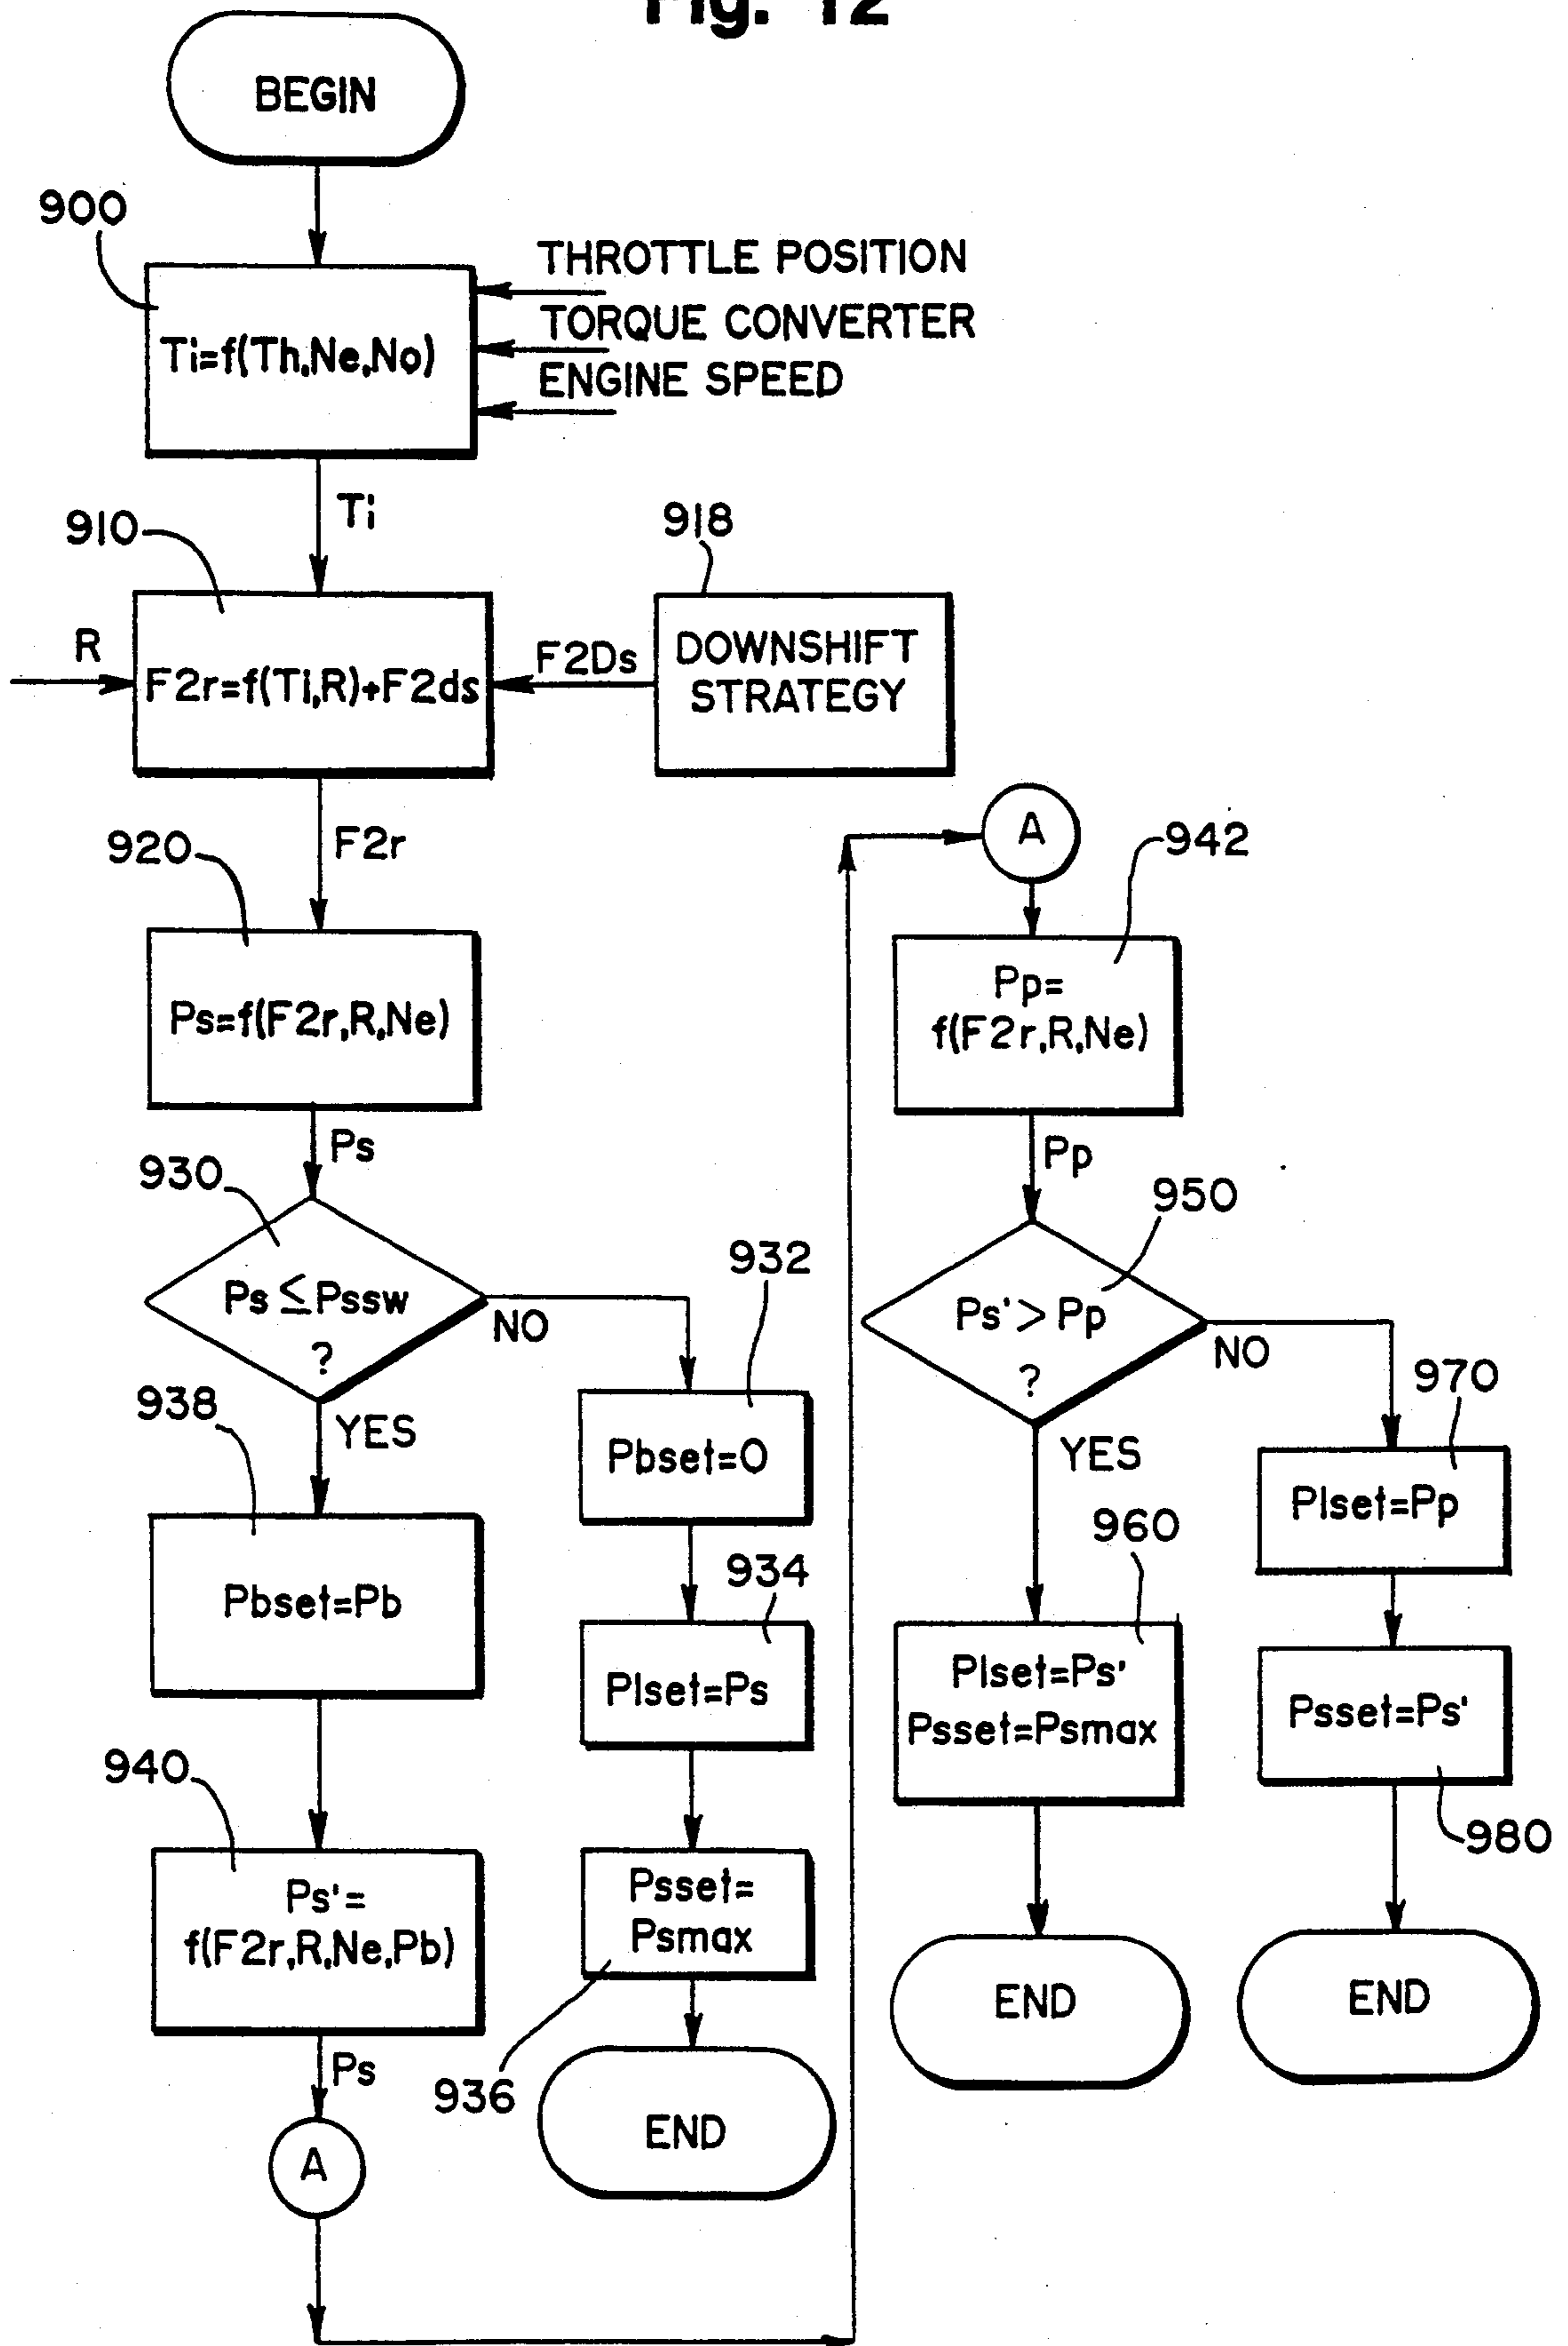 Fig. 12
BEGIN
900
THROTTLE POSITION
TORQUE CONVERTER
ENGINE SPEED
Ti=f(Th,Ne,No)
Ti
910
918
R
F2r=f(Ti,R)+F2ds
F2Ds
DOWNSHIFT
STRATEGY
F2r
920
Ps=f(F2r,R,Ne)
Ps
930
Ps ≤ Pssw
?
NO
YES
932
Pbset=O
934
Plset=Ps
936
Psset=
Psmax
END
938
Pbset=Pb
940
Ps'=
f(F2r,R,Ne,Pb)
Ps
A
A
942
Pp=
f(F2r,R,Ne)
Pp
950
Ps' > Pp
?
NO
YES
960
Plset=Ps'
Psset=Psmax
END
970
Plset=Pp
Psset=Ps'
980
END